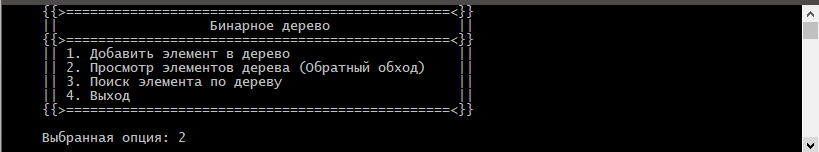 {{>================================================<}}
||                   Бинарное дерево                ||
{{>================================================<}}
|| 1. Добавить элемент в дерево                     ||
|| 2. Просмотр элементов дерева (Обратный обход)    ||
|| 3. Поиск элемента по дереву                      ||
|| 4. Выход                                         ||
{{>================================================<}}
Выбранная опция: 2